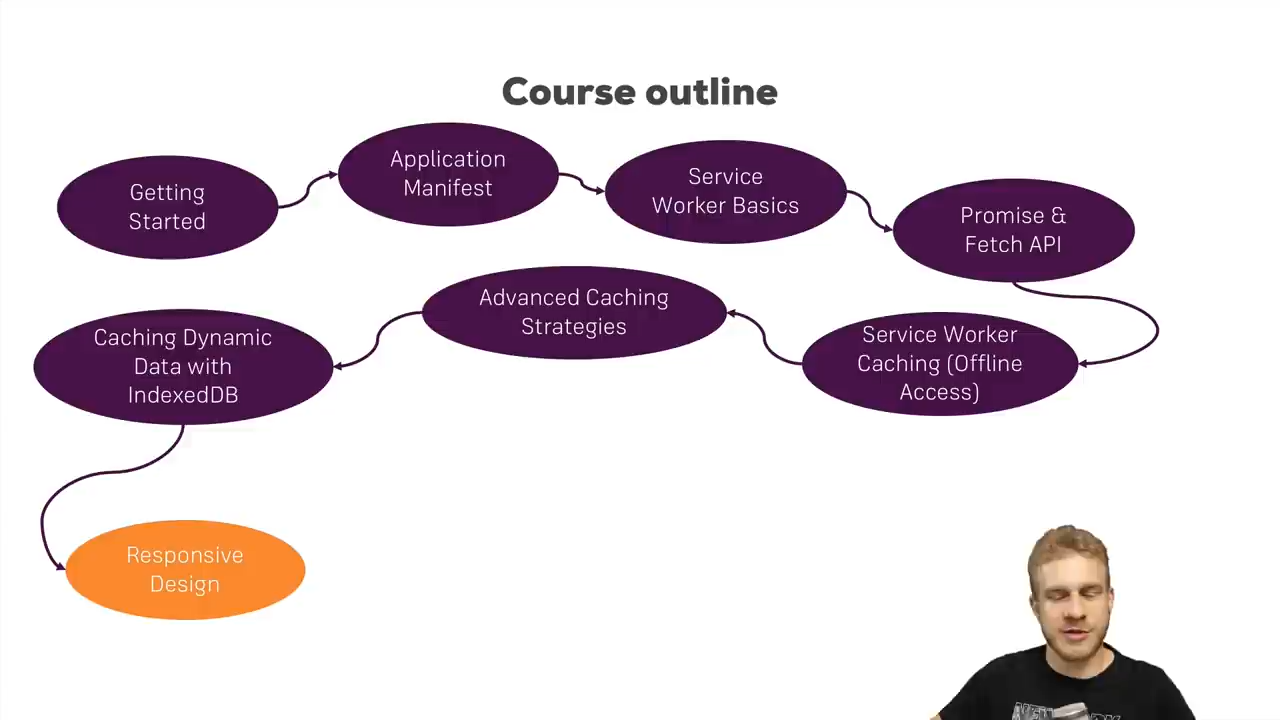 Course outline
Getting
Started
Application
Manifest
Service
Worker Basics
Promise &
Fetch API
Service Worker
Caching (Offline
Access)
Advanced Caching
Strategies
Caching Dynamic
Data with
IndexedDB
Responsive
Design